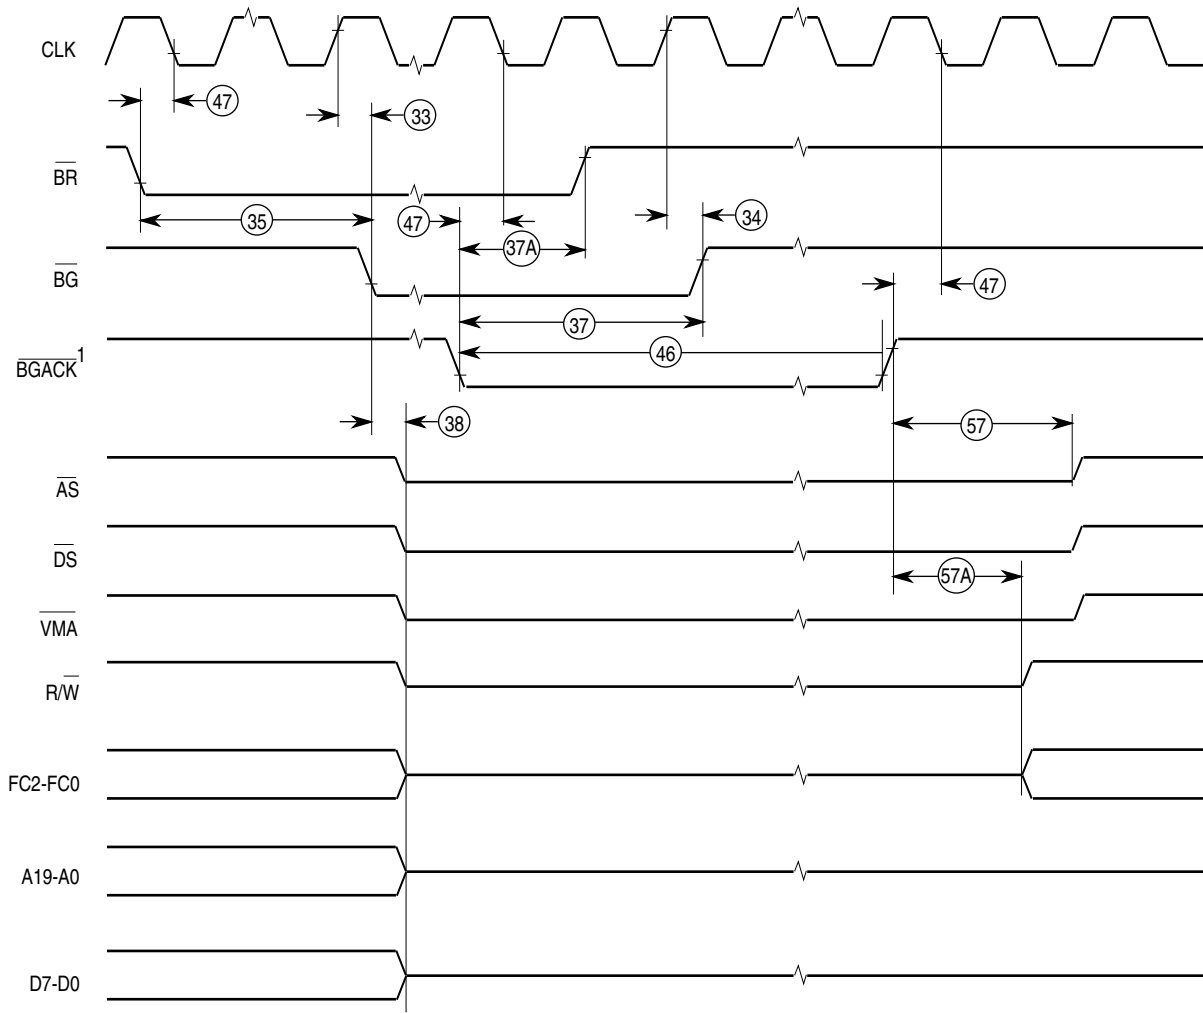 CLK
47
33
BR
35
47
37A
34
BG
47
37
BGACK1
46
38
57
AS
DS
57A
VMA
R/W
FC2-FC0
A19-A0
D7-D0